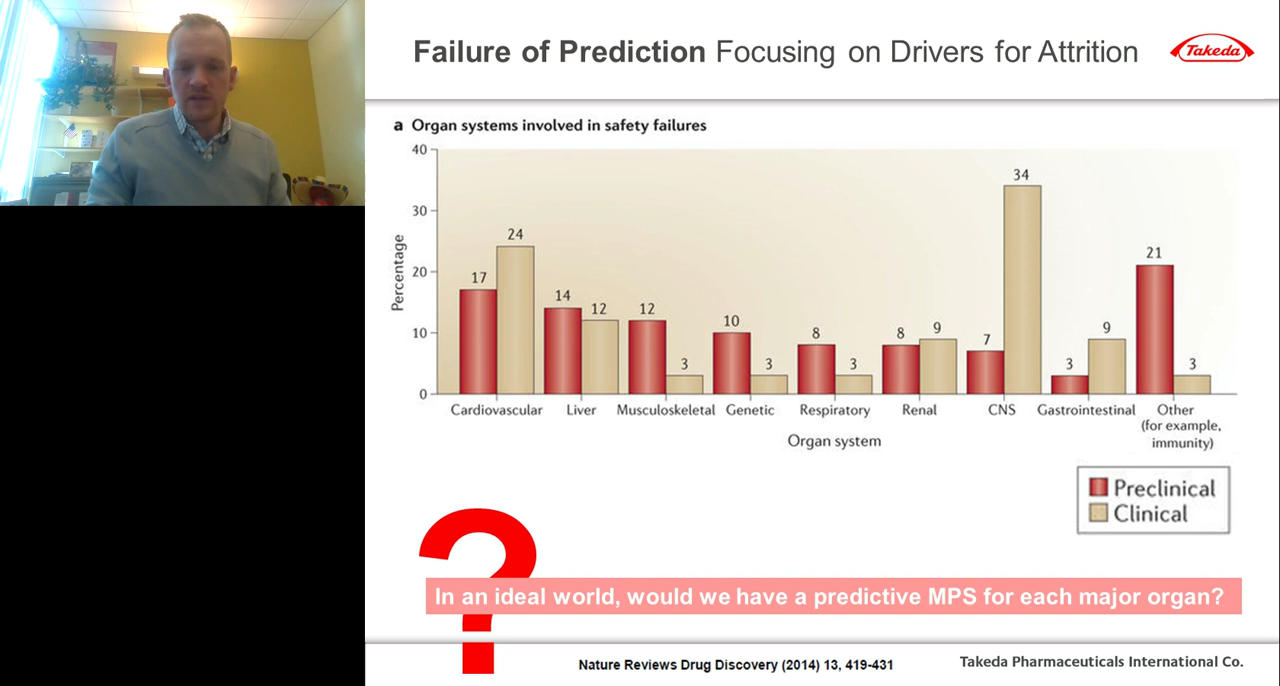 Failure of Prediction Focusing on Drivers for Attrition
Takeda
a Organ systems involved in safety failures
40
30
20
10
0
Percentage
17
24
14
12
12
3
10
3
8
3
8
9
7
34
3
9
21
3
Cardiovascular
Liver
Musculoskeletal
Genetic
Respiratory
Renal
CNS
Gastrointestinal
Other
(for example,
immunity)
Organ system
Preclinical
Clinical
?
In an ideal world, would we have a predictive MPS for each major organ?
Nature Reviews Drug Discovery (2014) 13, 419-431
Takeda Pharmaceuticals International Co.